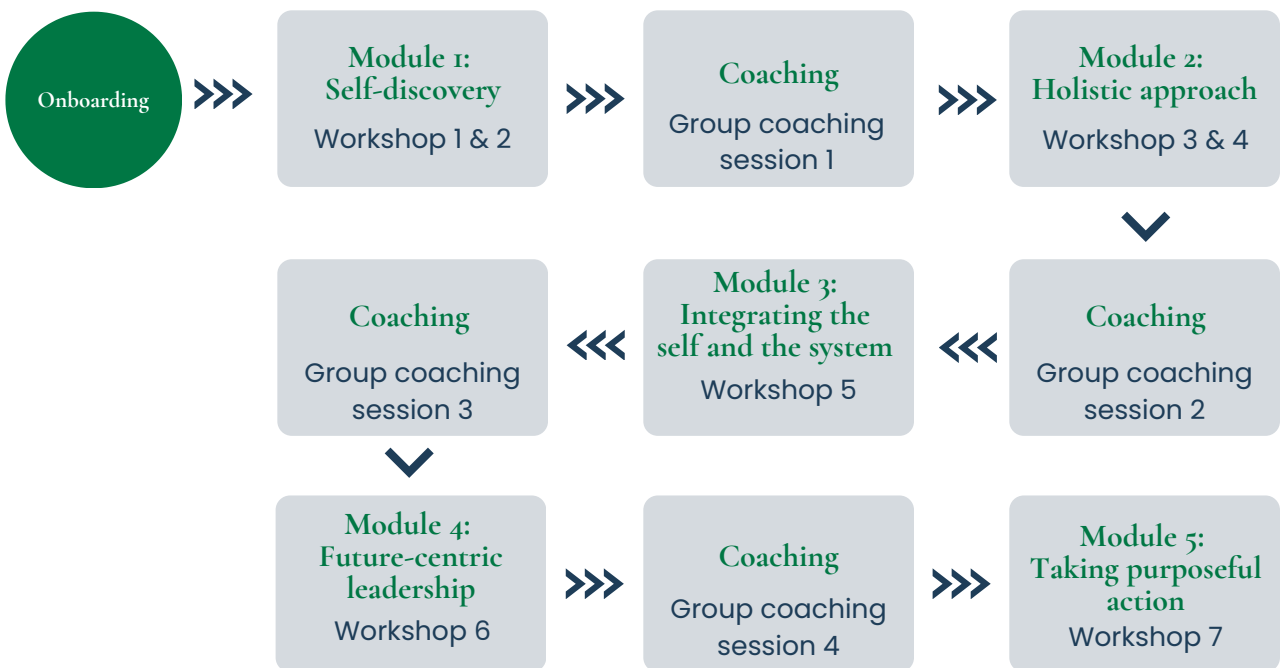 Onboarding
Module 1:
Self-discovery
Workshop 1 & 2
Coaching
Group coaching
session 1
Module 2:
Holistic approach
Workshop 3 & 4
Coaching
Group coaching
session 2
Module 3:
Integrating the
self and the system
Workshop 5
Coaching
Group coaching
session 3
Module 4:
Future-centric
leadership
Workshop 6
Coaching
Group coaching
session 4
Module 5:
Taking purposeful
action
Workshop 7